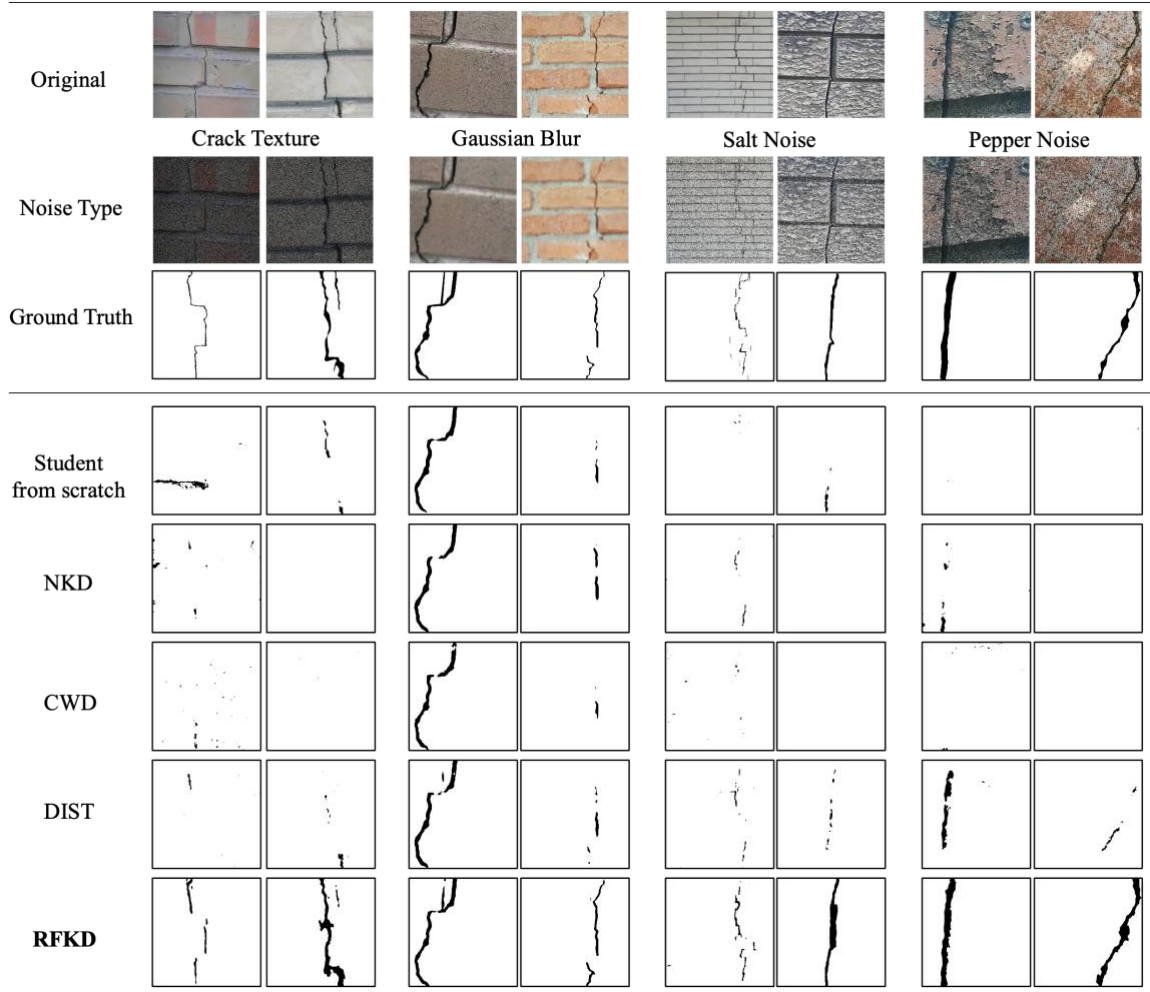 Original
Crack Texture
Gaussian Blur
Salt Noise
Pepper Noise
Noise Type
Ground Truth
Student
from scratch
NKD
CWD
DIST
RFKD